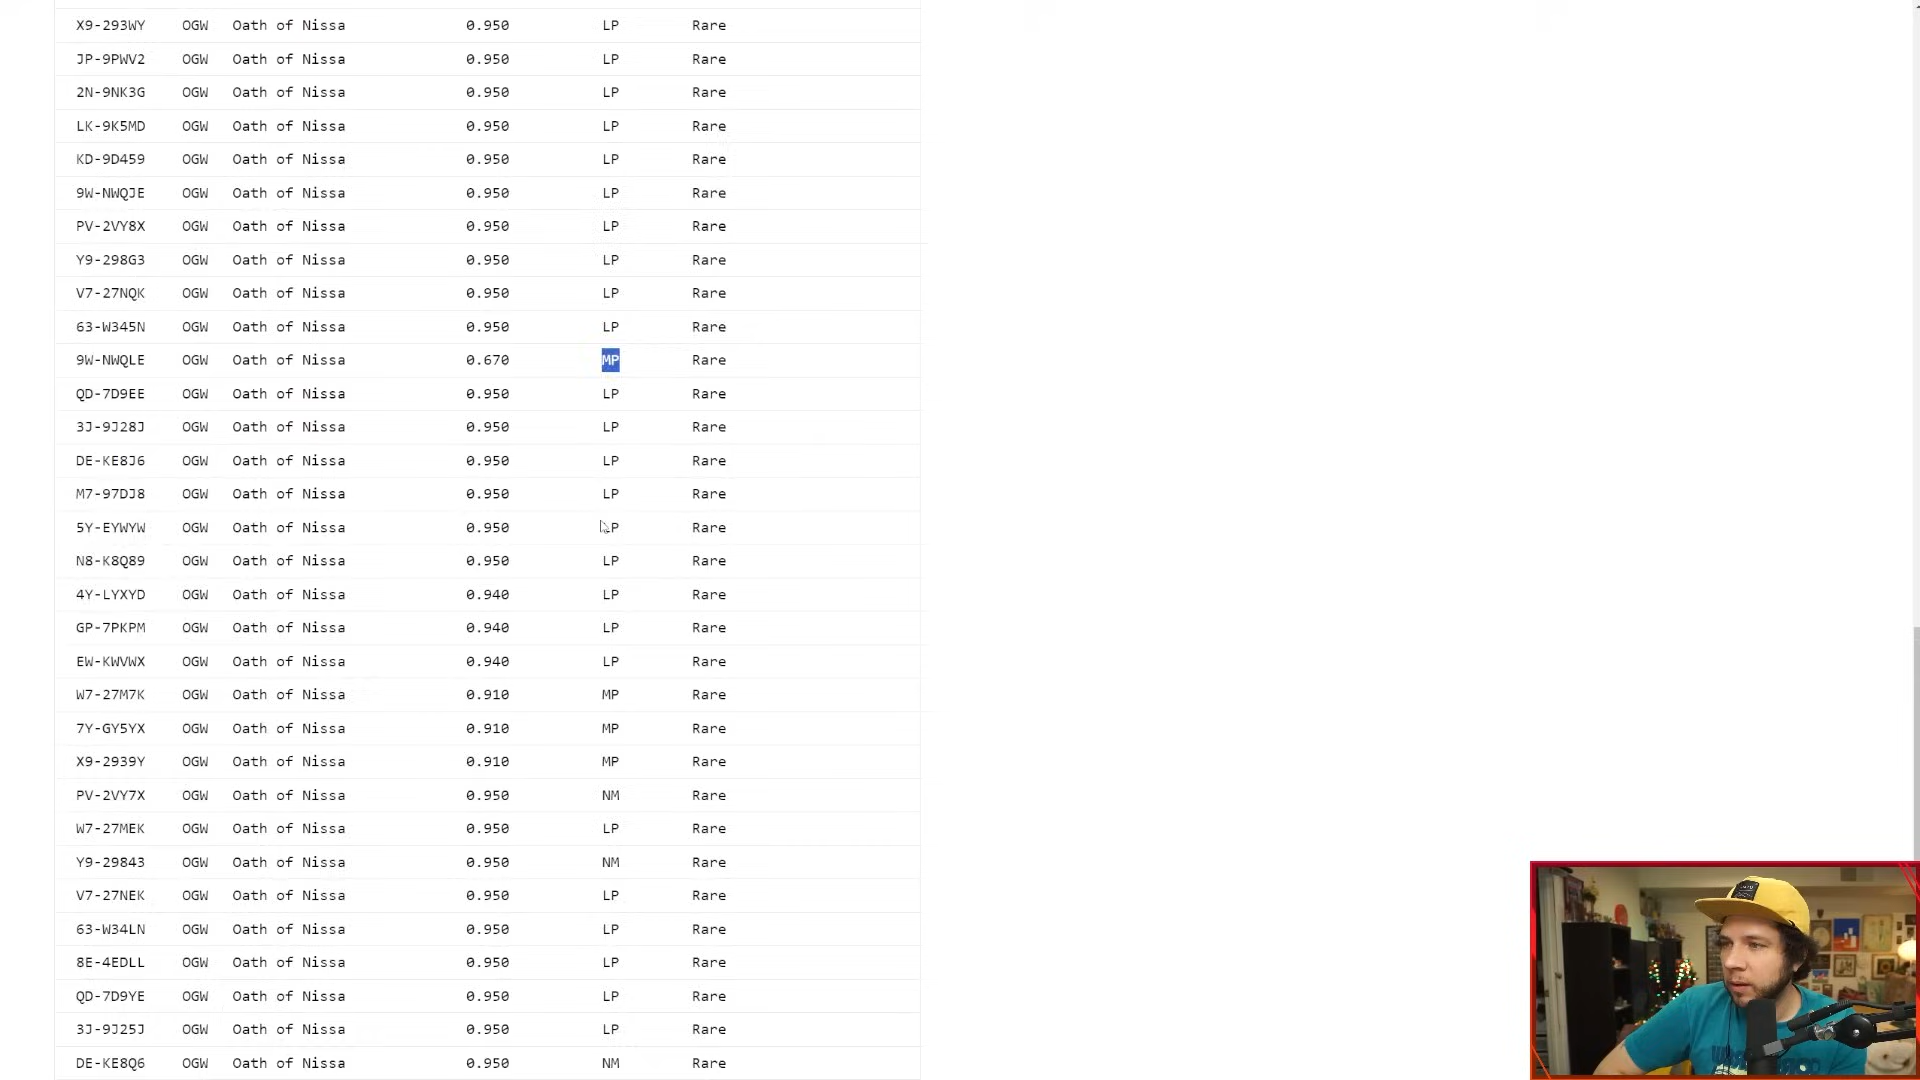 X9-293WY OGW Oath of Nissa 0.950 LP Rare
JP-9PWV2 OGW Oath of Nissa 0.950 LP Rare
2N-9NK3G OGW Oath of Nissa 0.950 LP Rare
LK-9K5MD OGW Oath of Nissa 0.950 LP Rare
KD-9D459 OGW Oath of Nissa 0.950 LP Rare
9W-NWQJE OGW Oath of Nissa 0.950 LP Rare
PV-2VY8X OGW Oath of Nissa 0.950 LP Rare
Y9-298G3 OGW Oath of Nissa 0.950 LP Rare
V7-27NQK OGW Oath of Nissa 0.950 LP Rare
63-W345N OGW Oath of Nissa 0.950 LP Rare
9W-NWQLE OGW Oath of Nissa 0.670 MP Rare
QD-7D9EE OGW Oath of Nissa 0.950 LP Rare
3J-9J28J OGW Oath of Nissa 0.950 LP Rare
DE-KE8J6 OGW Oath of Nissa 0.950 LP Rare
M7-97DJ8 OGW Oath of Nissa 0.950 LP Rare
5Y-EYWYW OGW Oath of Nissa 0.950 LP Rare
N8-K8Q89 OGW Oath of Nissa 0.950 LP Rare
4Y-LYXYD OGW Oath of Nissa 0.940 LP Rare
GP-7PKPM OGW Oath of Nissa 0.940 LP Rare
EW-KWVWX OGW Oath of Nissa 0.940 LP Rare
W7-27M7K OGW Oath of Nissa 0.910 MP Rare
7Y-GY5YX OGW Oath of Nissa 0.910 MP Rare
X9-2939Y OGW Oath of Nissa 0.910 MP Rare
PV-2VY7X OGW Oath of Nissa 0.950 NM Rare
W7-27MEK OGW Oath of Nissa 0.950 LP Rare
Y9-29843 OGW Oath of Nissa 0.950 NM Rare
V7-27NEK OGW Oath of Nissa 0.950 LP Rare
63-W34LN OGW Oath of Nissa 0.950 LP Rare
8E-4EDLL OGW Oath of Nissa 0.950 LP Rare
QD-7D9YE OGW Oath of Nissa 0.950 LP Rare
3J-9J25J OGW Oath of Nissa 0.950 LP Rare
DE-KE8Q6 OGW Oath of Nissa 0.950 NM Rare